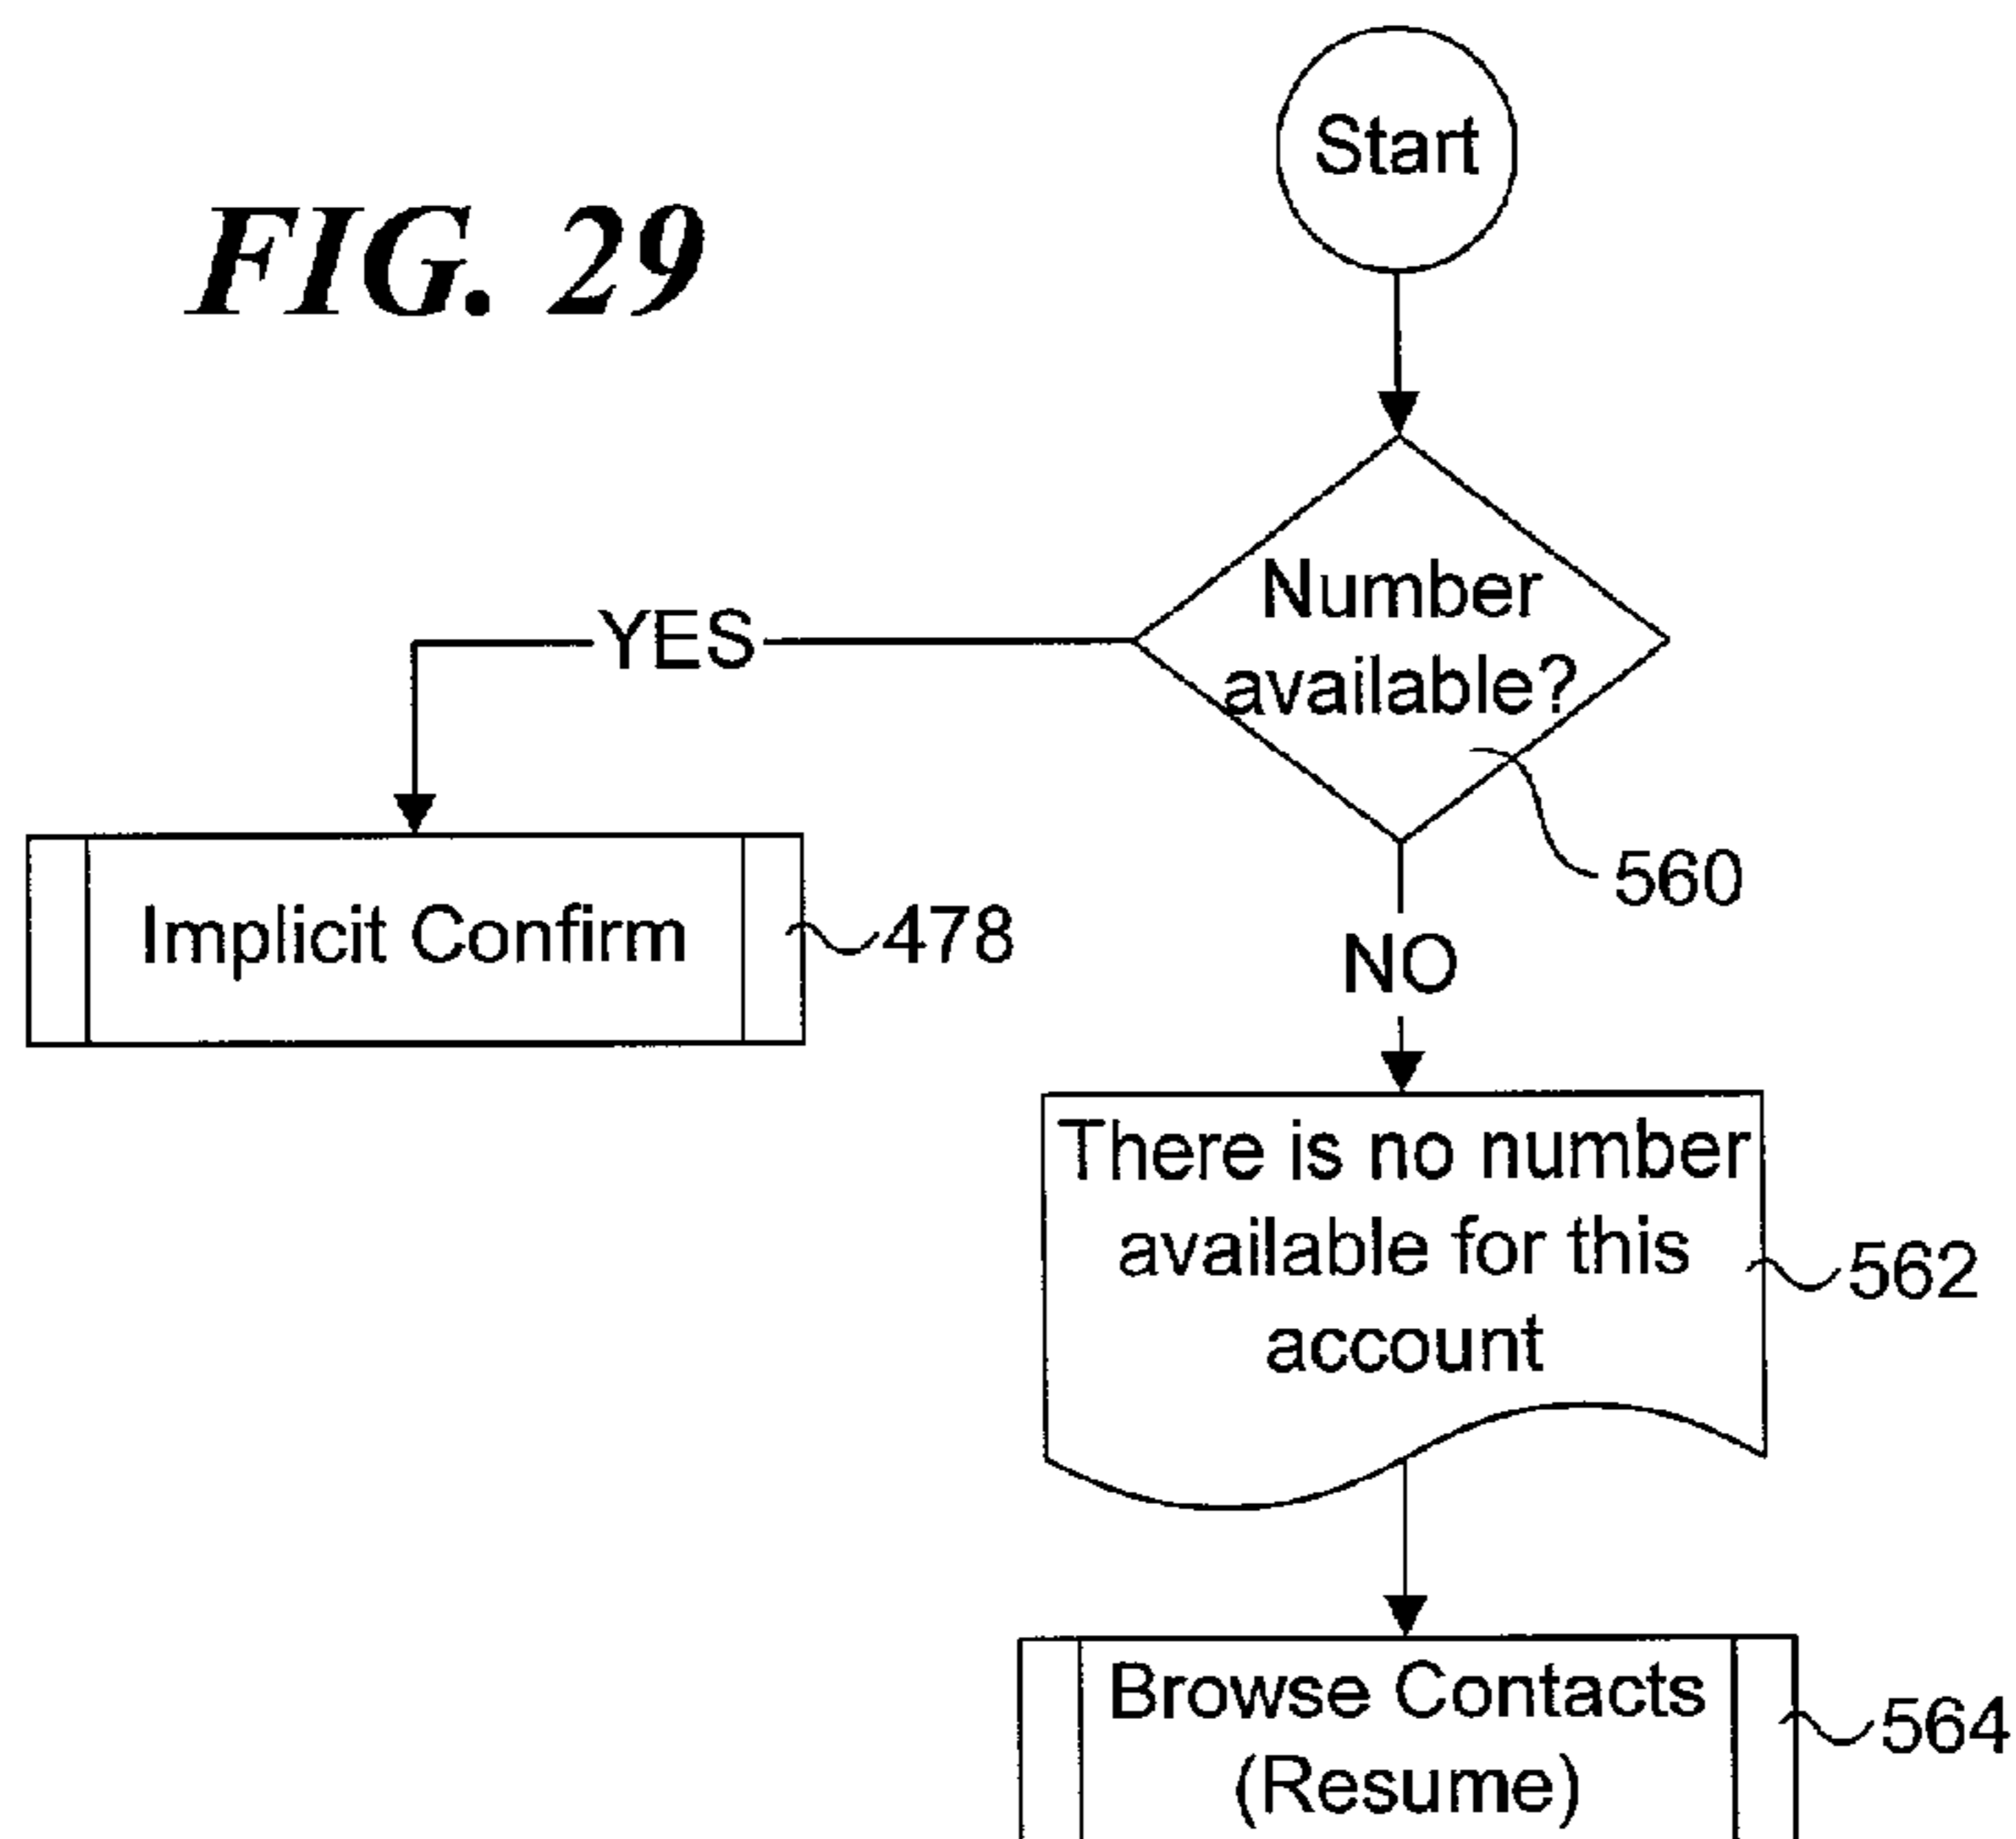 FIG. 29
Start
Number
available?
560
YES
Implicit Confirm
478
NO
There is no number
available for this
account
562
Browse Contacts
(Resume)
564